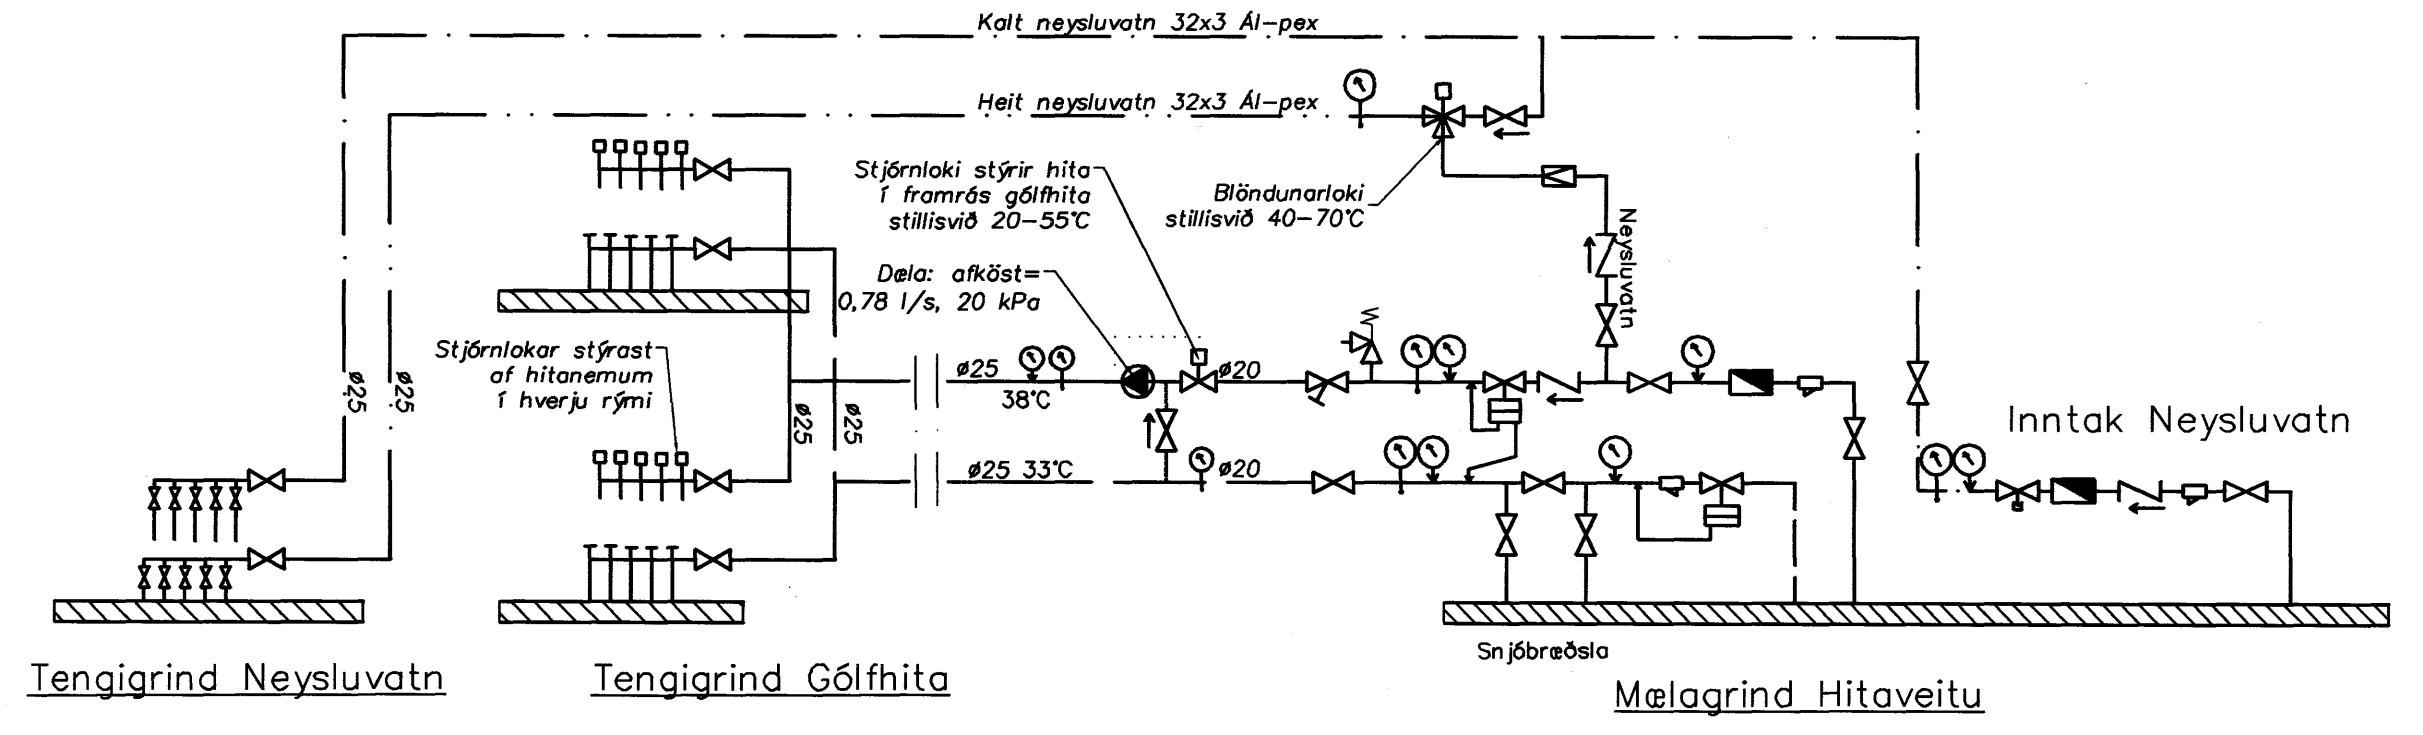 Kalt neysluvatn 32x3 Ál-pex
Heit neysluvatn 32x3 Ál-pex
Stjórnloki stýrir hita
í framrás gólfhita
stillisvið 20-55°C
Blöndunarloki
stillisvið 40-70°C
Neysluvatn
Dæla: afköst=
0,78 l/s, 20 kPa
Stjórnlokar stýrast
af hitanemum
í hverju rými
ø25
ø25
ø25
ø25
ø25
38°C
ø20
ø25 33°C
ø20
Inntak Neysluvatn
Snjóbræðsla
Tengigrind Neysluvatn
Tengigrind Gólfhita
Mælagrind Hitaveitu